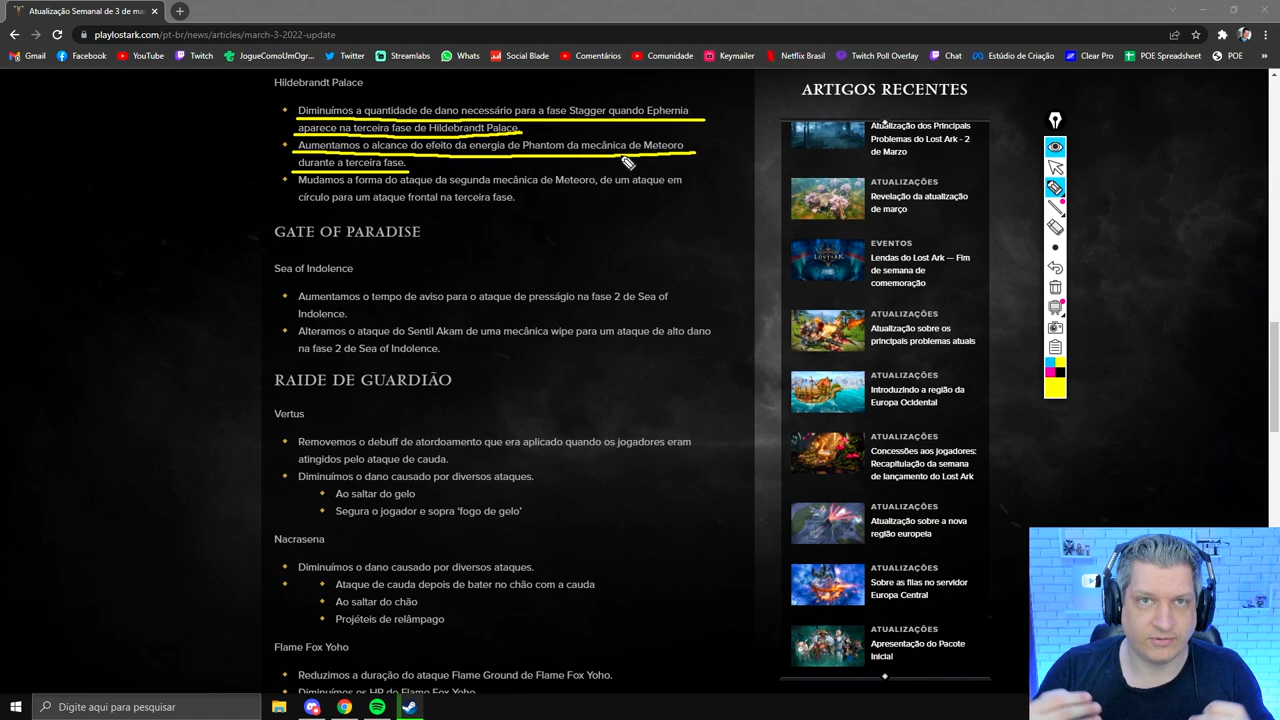 Atualização Semanal de 3 de mar
playlostark.com/pt-br/news/articles/march-3-2022-update
Gmail
Facebook
YouTube
Twitch
JogueComoUmOgr...
Twitter
Streamlabs
Whats
Social Blade
Comentários
Comunidade
Keymailer
Netflix Brasil
Twitch Poll Overlay
Chat
Estúdio de Criação
Clear Pro
POE Spreadsheet
POE
Hildebrandt Palace
Diminuímos a quantidade de dano necessário para a fase Stagger quando Ephernia
aparece na terceira fase de Hildebrandt Palace.
Aumentamos o alcance do efeito da energia de Phantom da mecânica de Meteoro
durante a terceira fase.
Mudamos a forma do ataque da segunda mecânica de Meteoro, de um ataque em
círculo para um ataque frontal na terceira fase.
GATE OF PARADISE
Sea of Indolence
Aumentamos o tempo de aviso para o ataque de presságio na fase 2 de Sea of
Indolence.
Alteramos o ataque do Sentil Akam de uma mecânica wipe para um ataque de alto dano
na fase 2 de Sea of Indolence.
RAIDE DE GUARDIÃO
Vertus
Removemos o debuff de atordoamento que era aplicado quando os jogadores eram
atingidos pelo ataque de cauda.
Diminuímos o dano causado por diversos ataques.
Ao saltar do gelo
Segura o jogador e sopra ‘fogo de gelo’
Nacrasena
Diminuímos o dano causado por diversos ataques.
Ataque de cauda depois de bater no chão com a cauda
Ao saltar do chão
Projéteis de relâmpago
Flame Fox Yoho
Reduzimos a duração do ataque Flame Ground de Flame Fox Yoho.
Diminuímos os HP do Flame Fox Yoho
ARTIGOS RECENTES
Atualização dos Principais
Problemas do Lost Ark - 2
de Marzo
ATUALIZAÇÕES
Revelação da atualização
de março
EVENTOS
Lendas do Lost Ark — Fim
de semana de
comemoração
ATUALIZAÇÕES
Atualização sobre os
principais problemas atuais
ATUALIZAÇÕES
Introduzindo a região da
Europa Ocidental
ATUALIZAÇÕES
Concessões aos jogadores:
Recapitulação da semana
de lançamento do Lost Ark
ATUALIZAÇÕES
Atualização sobre a nova
região europeia
ATUALIZAÇÕES
Sobre as filas no servidor
Europa Central
ATUALIZAÇÕES
Apresentação do Pacote
Inicial
LOST ARK
Digite aqui para pesquisar